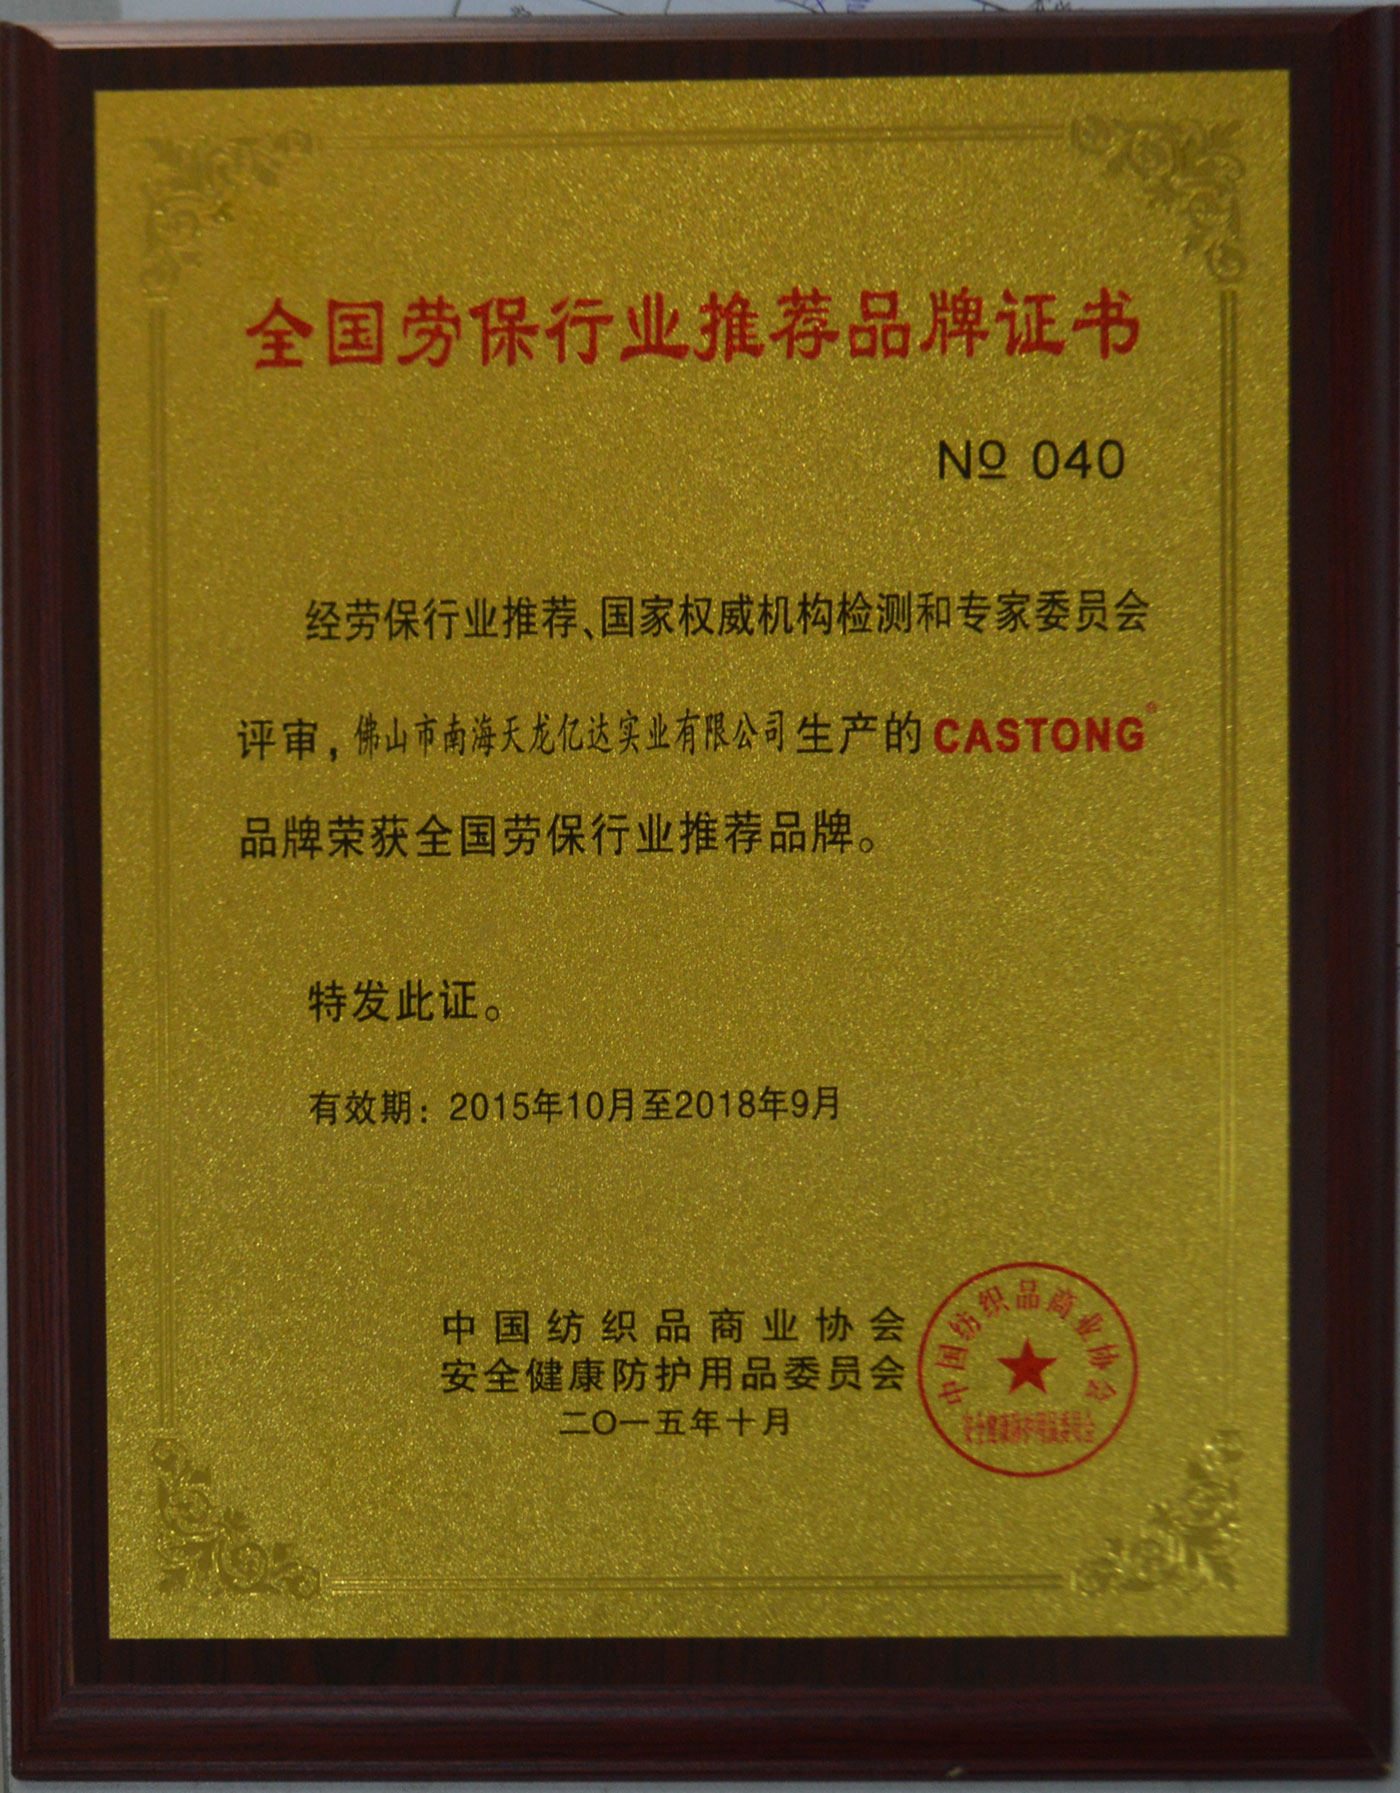 全国劳保行业推荐品牌证书
№ 040
经劳保行业推荐、国家权威机构检测和专家委员会
评审，佛山市南海天龙亿达实业有限公司生产的CASTONG®
品牌荣获全国劳保行业推荐品牌。
特发此证。
有效期：2015年10月至2018年9月
中国纺织品商业协会
安全健康防护用品委员会
二〇一五年十月
中国纺织品商业协会
安全健康防护用品委员会